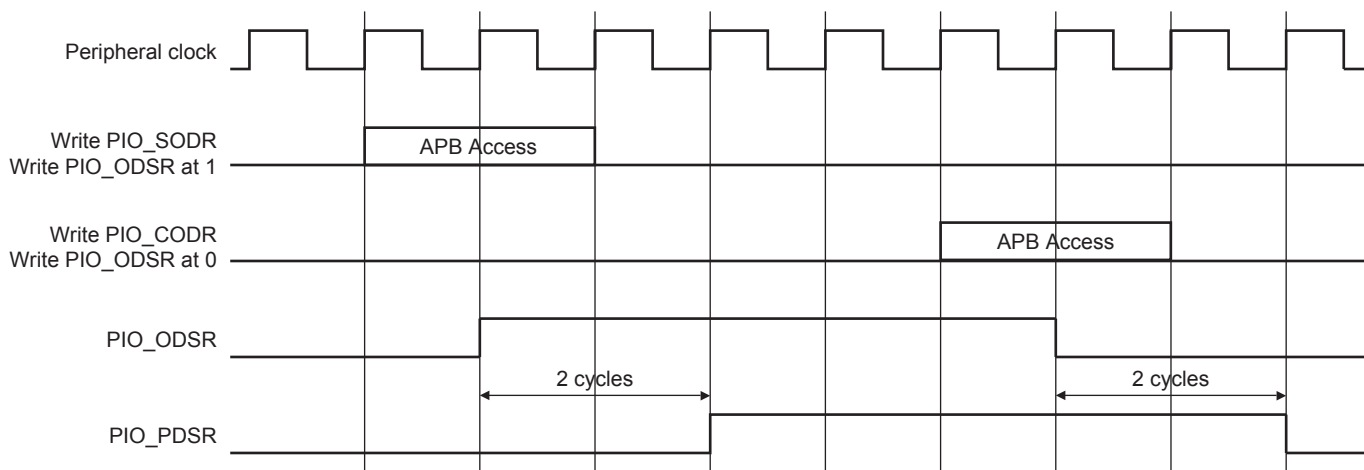 Peripheral clock
Write PIO_SODR
Write PIO_ODSR at 1
APB Access
Write PIO_CODR
Write PIO_ODSR at 0
APB Access
PIO_ODSR
2 cycles
2 cycles
PIO_PDSR